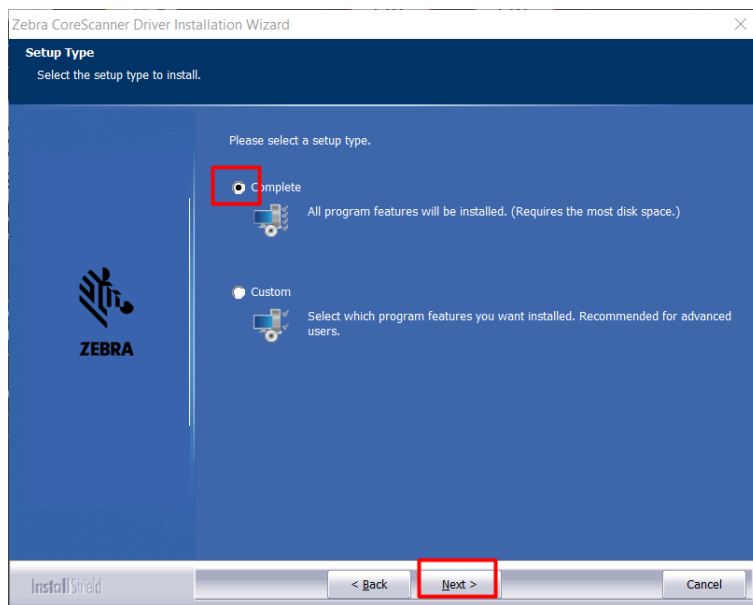 Zebra CoreScanner Driver Installation Wizard
Setup Type
Select the setup type to install.
Please select a setup type.
Complete
All program features will be installed. (Requires the most disk space.)
Custom
Select which program features you want installed. Recommended for advanced
users.
ZEBRA
InstallShield
< Back
Next >
Cancel